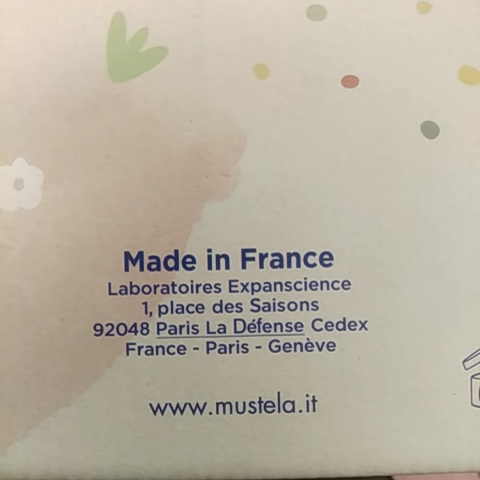 Made in France
Laboratoires Expanscience
1, place des Saisons
92048 Paris La Défense Cedex
France - Paris - Genève
www.mustela.it